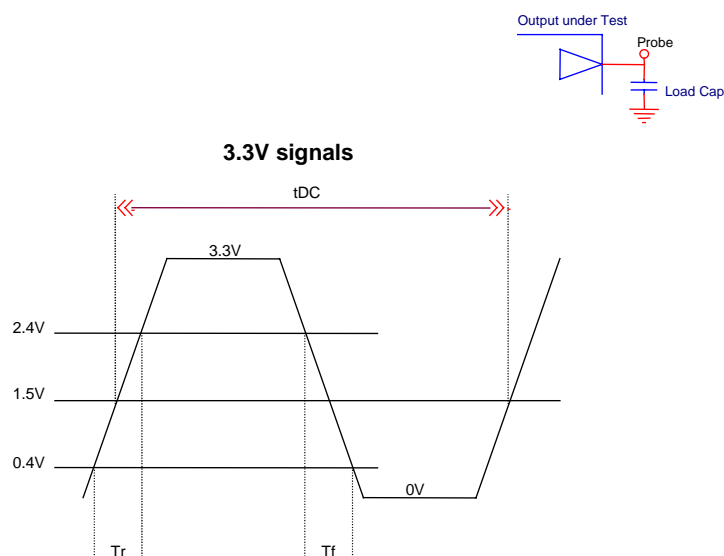 Output under Test
Probe
Load Cap
3.3V signals
tDC
3.3V
2.4V
1.5V
0.4V
0V
Tr
Tf